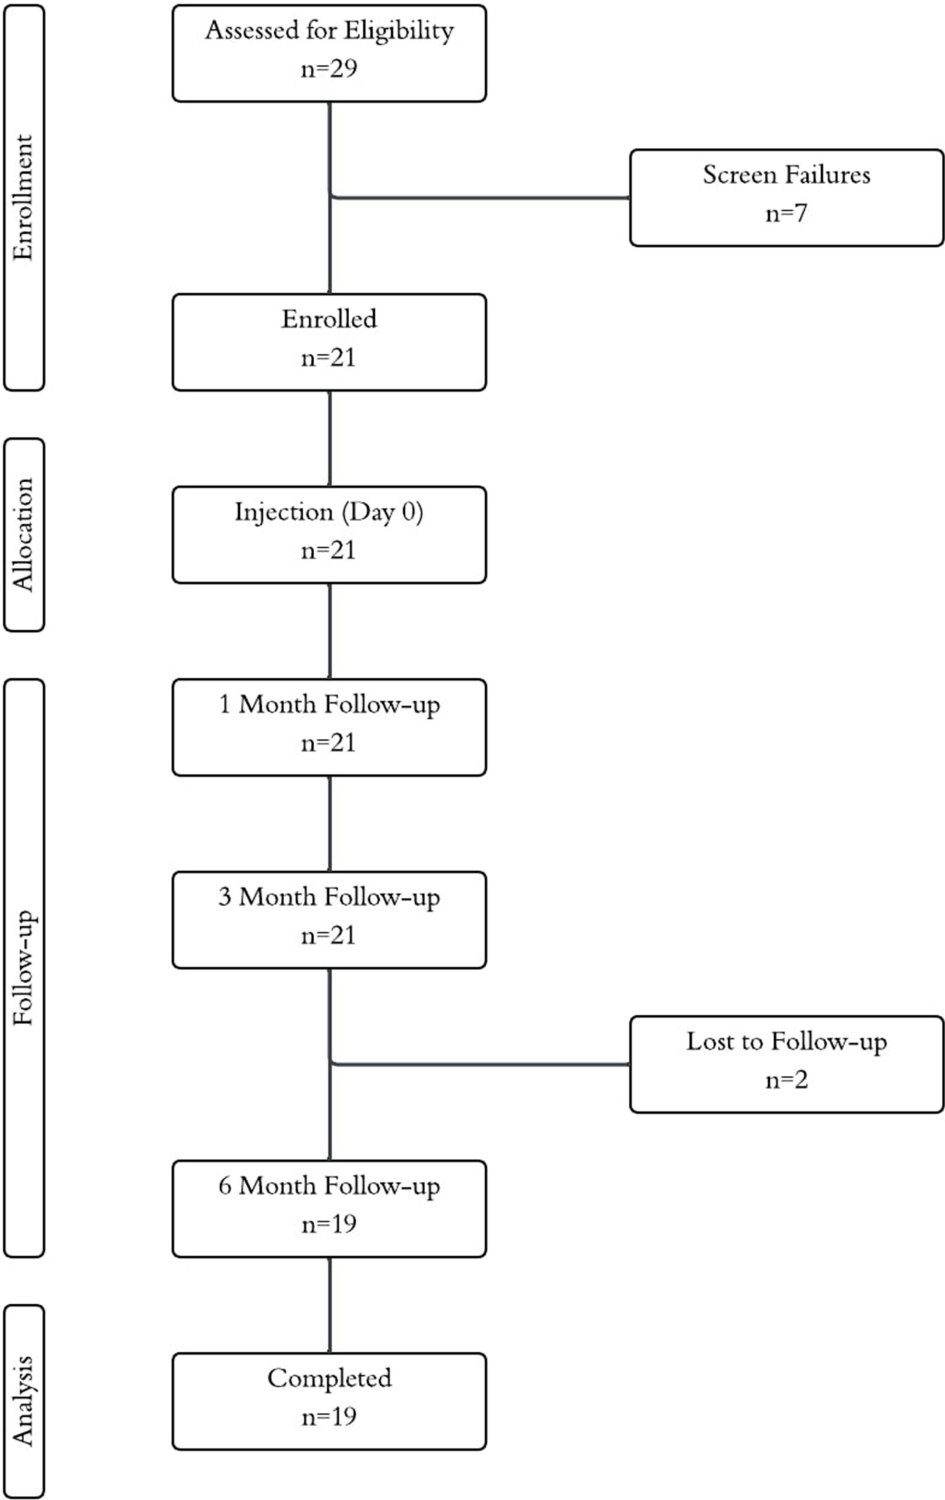 Enrollment
Assessed for Eligibility
n=29
Screen Failures
n=7
Enrolled
n=21
Allocation
Injection (Day 0)
n=21
Follow-up
1 Month Follow-up
n=21
3 Month Follow-up
n=21
Lost to Follow-up
n=2
6 Month Follow-up
n=19
Analysis
Completed
n=19